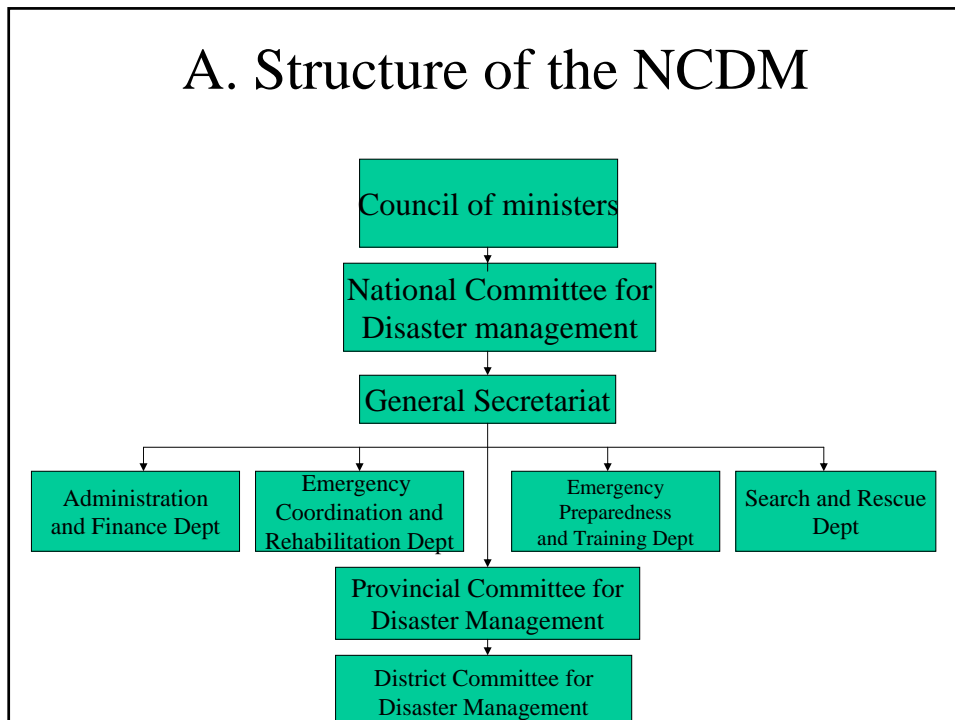 A. Structure of the NCDM
Council of ministers
National Committee for
Disaster management
General Secretariat
Administration
and Finance Dept
Emergency
Coordination and
Rehabilitation Dept
Emergency
Preparedness
and Training Dept
Search and Rescue
Dept
Provincial Committee for
Disaster Management
District Committee for
Disaster Management